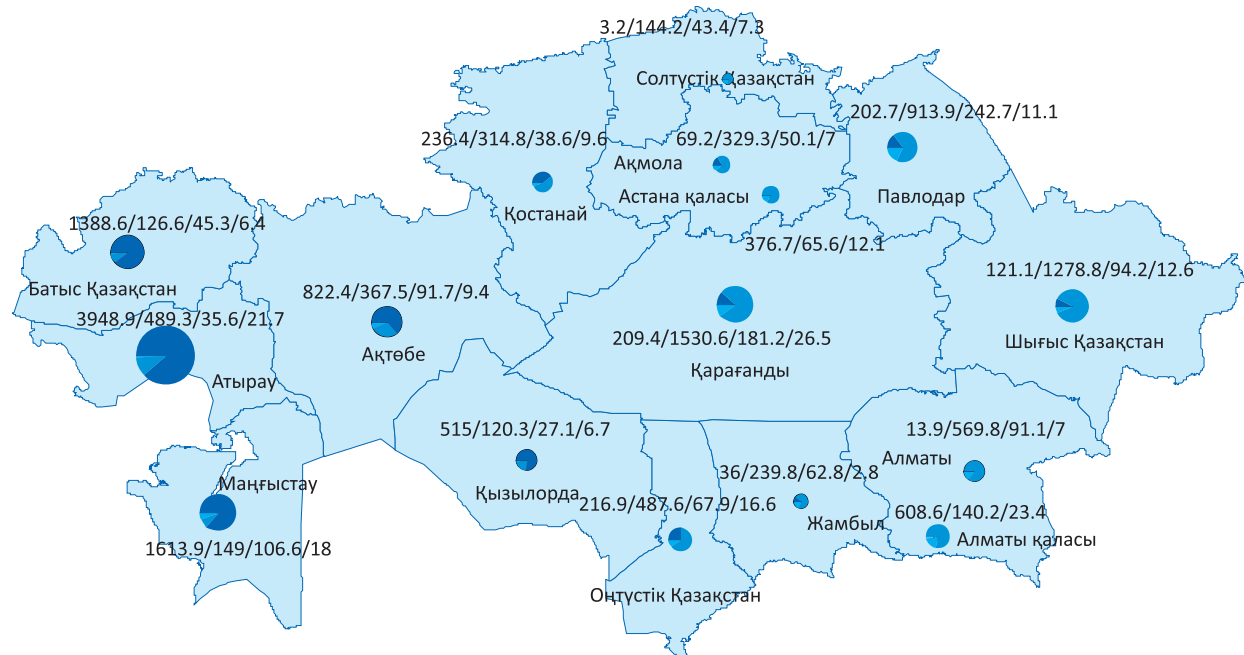 3.2/144.2/43.4/7.3
Солтүстік Қазақстан
202.7/913.9/242.7/11.1
236.4/314.8/38.6/9.6
69.2/329.3/50.1/7
Ақмола
Астана қаласы
Павлодар
Қостанай
1388.6/126.6/45.3/6.4
376.7/65.6/12.1
121.1/1278.8/94.2/12.6
Батыс Қазақстан
822.4/367.5/91.7/9.4
3948.9/489.3/35.6/21.7
209.4/1530.6/181.2/26.5
Шығыс Қазақстан
Ақтөбе
Қарағанды
Атырау
515/120.3/27.1/6.7
13.9/569.8/91.1/7
Алматы
36/239.8/62.8/2.8
Маңғыстау
Қызылорда
216.9/487.6/67.9/16.6
608.6/140.2/23.4
Жамбыл
Алматы қаласы
1613.9/149/106.6/18
Оңтүстік Қазақстан